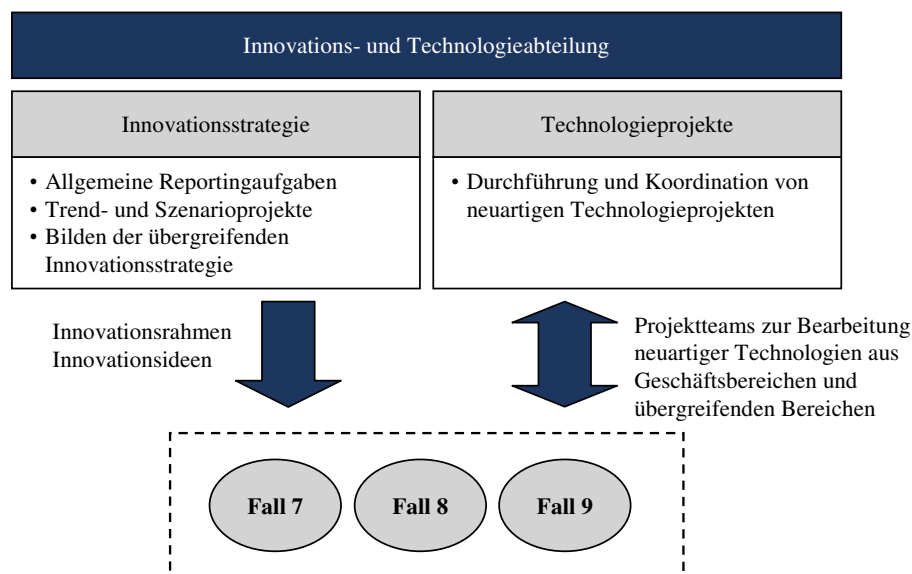 Innovations- und Technologieabteilung
Innovationsstrategie
• Allgemeine Reportingaufgaben
• Trend- und Szenarioprojekte
• Bilden der übergreifenden
Innovationsstrategie
Technologieprojekte
• Durchführung und Koordination von
neuartigen Technologieprojekten
Innovationsrahmen
Innovationsideen
Projektteams zur Bearbeitung
neuartiger Technologien aus
Geschäftsbereichen und
übergreifenden Bereichen
Fall 7
Fall 8
Fall 9